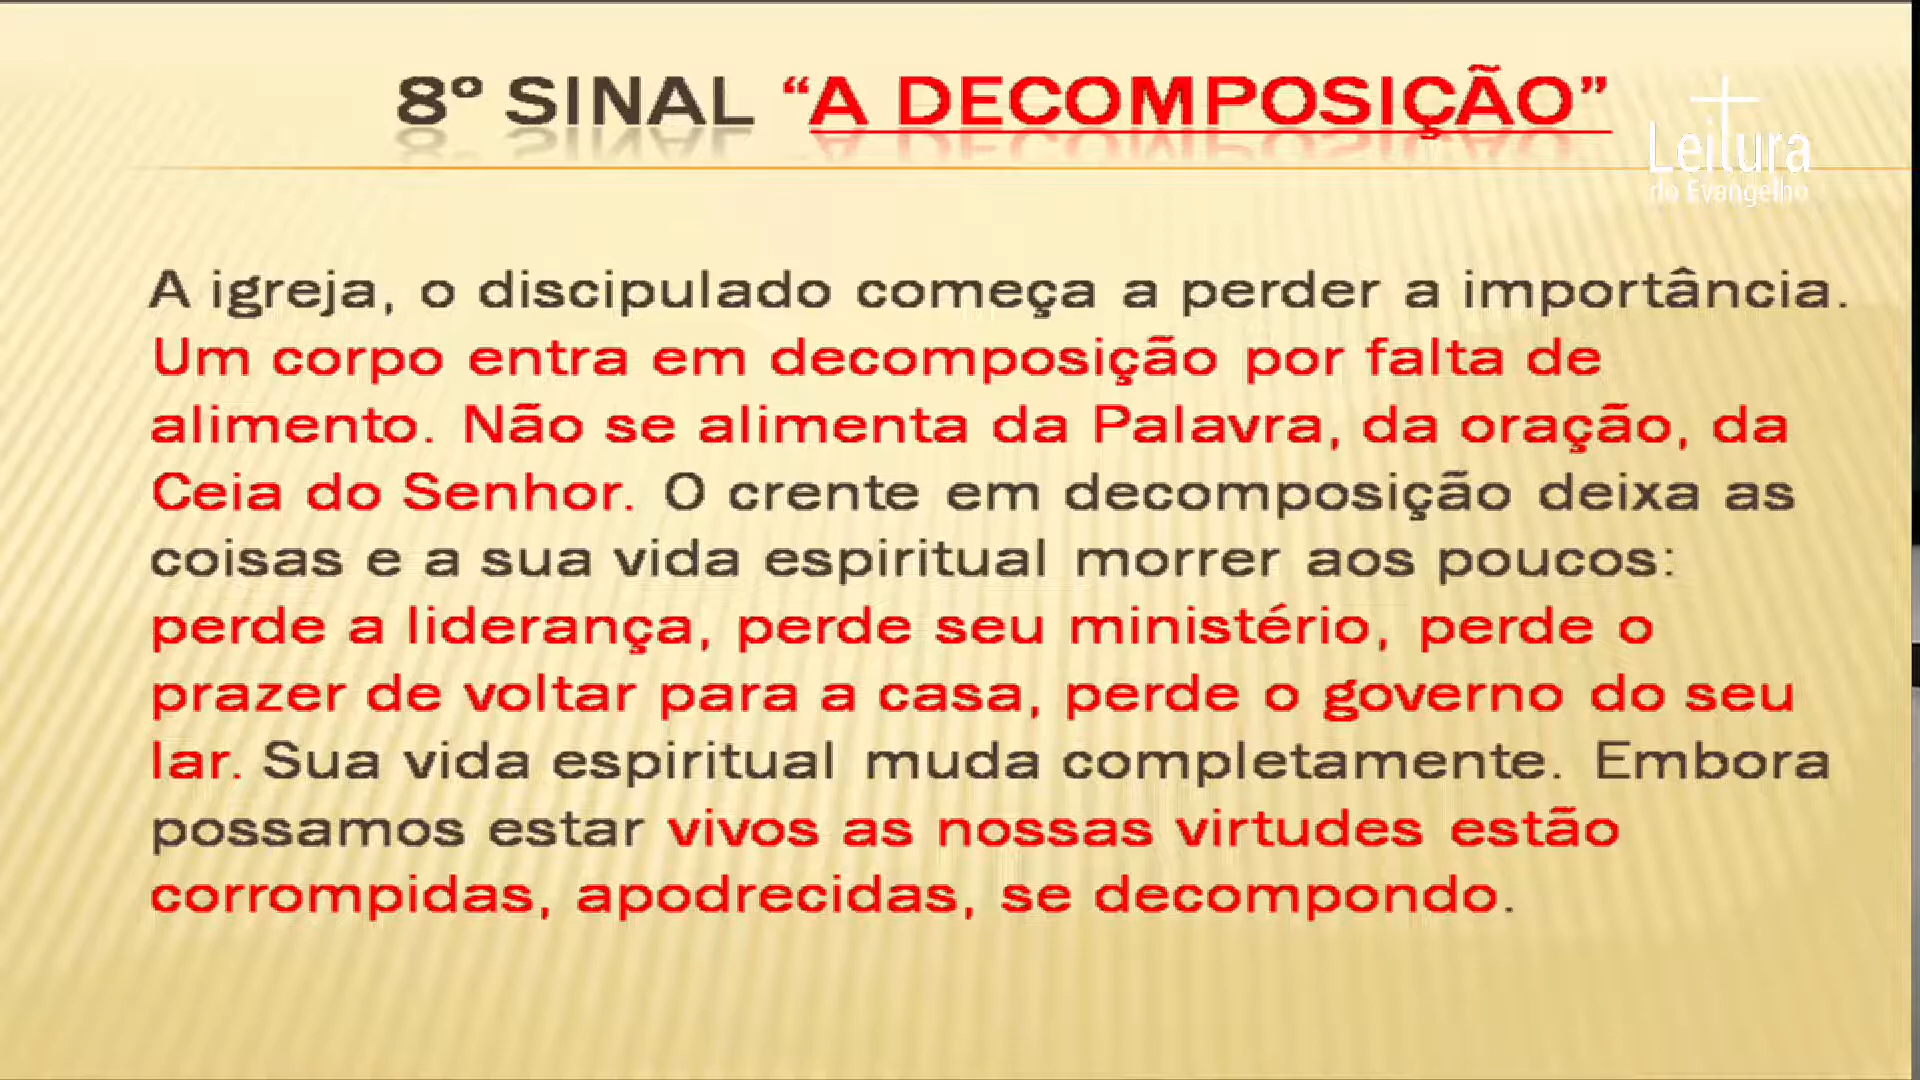 8º SINAL “A DECOMPOSIÇÃO”
Leitura
do Evangelho
A igreja, o discipulado começa a perder a importância.
Um corpo entra em decomposição por falta de
alimento. Não se alimenta da Palavra, da oração, da
Ceia do Senhor. O crente em decomposição deixa as
coisas e a sua vida espiritual morrer aos poucos:
perde a liderança, perde seu ministério, perde o
prazer de voltar para a casa, perde o governo do seu
lar. Sua vida espiritual muda completamente. Embora
possamos estar vivos as nossas virtudes estão
corrompidas, apodrecidas, se decompondo.